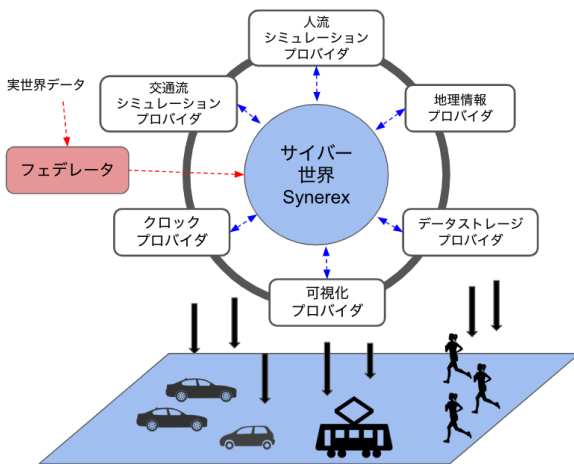 人流
シミュレーション
プロバイダ
交通流
シミュレーション
プロバイダ
地理情報
プロバイダ
実世界データ
フェデレータ
サイバー
世界
Synerex
クロック
プロバイダ
データストレージ
プロバイダ
可視化
プロバイダ